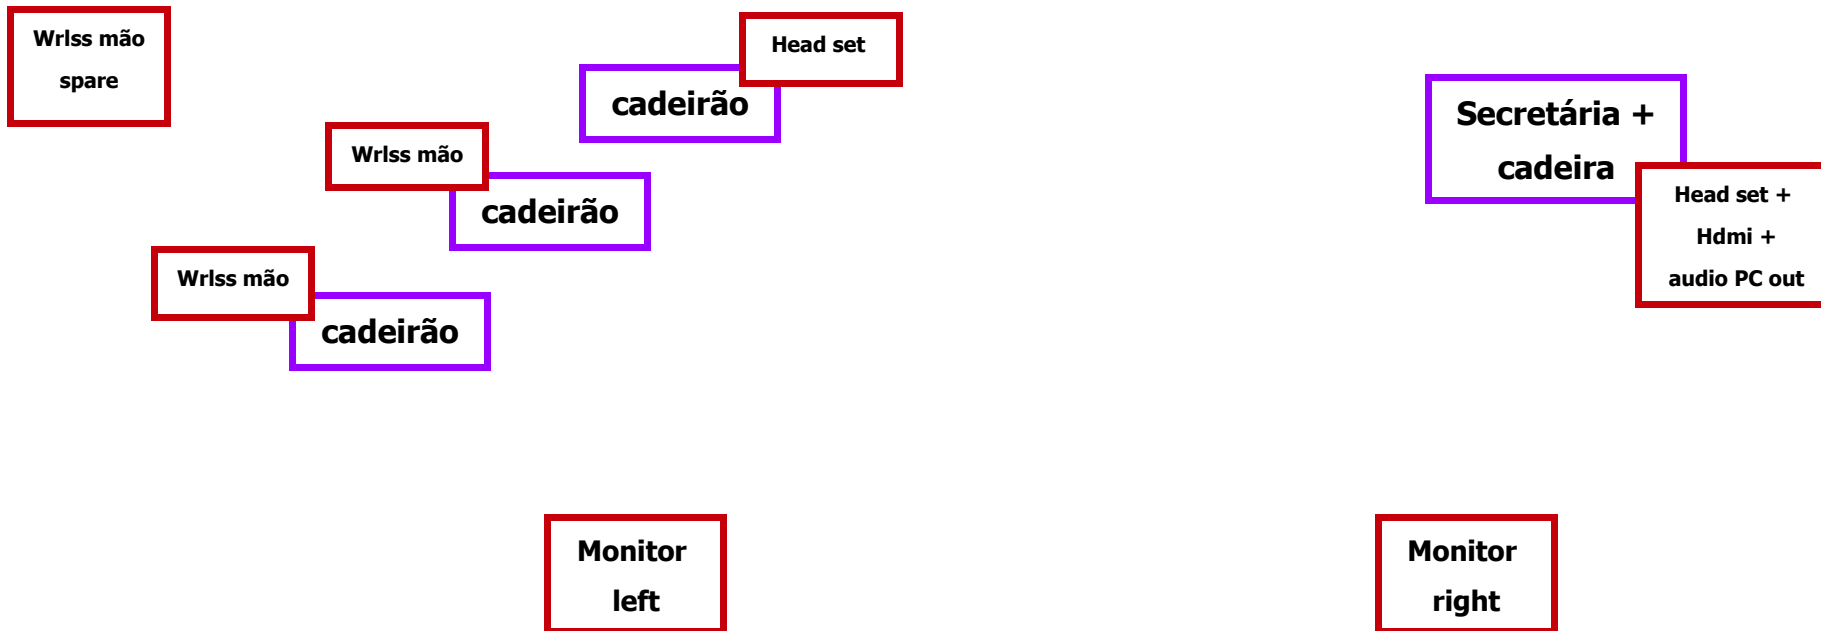 Wrlss mão
spare
Head set
cadeirão
Wrlss mão
cadeirão
Wrlss mão
cadeirão
Secretária +
cadeira
Head set +
Hdmi +
audio PC out
Monitor
left
Monitor
right